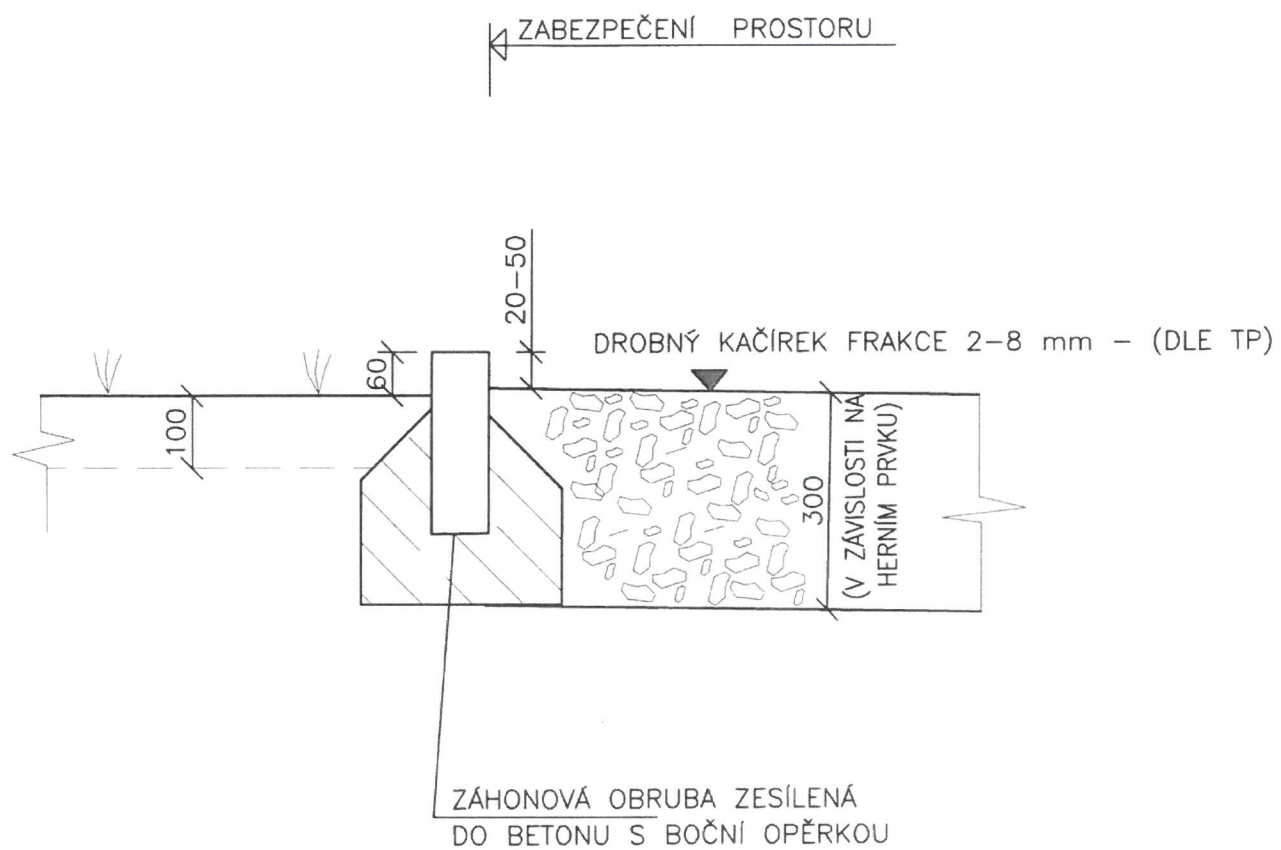 ZABEZPEČENÍ PROSTORU
20-50
60
DROBNÝ KAČÍREK FRAKCE 2-8 mm - (DLE TP)
100
300
(V ZÁVISLOSTI NA
HERNÍM PRVKU)
ZÁHONOVÁ OBRUBA ZESÍLENÁ
DO BETONU S BOČNÍ OPĚRKOU